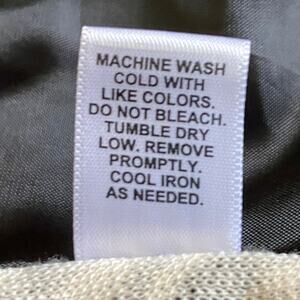 MACHINE WASH
COLD WITH
LIKE COLORS.
DO NOT BLEACH.
TUMBLE DRY
LOW. REMOVE
PROMPTLY.
COOL IRON
AS NEEDED.